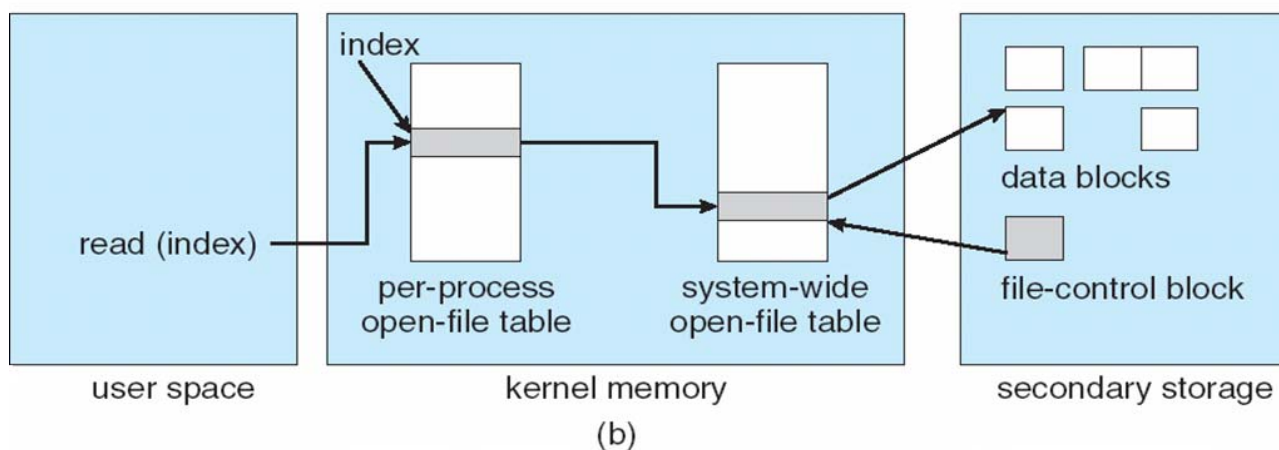 index
read (index)
per-process
open-file table
system-wide
open-file table
data blocks
file-control block
user space
kernel memory
secondary storage
(b)